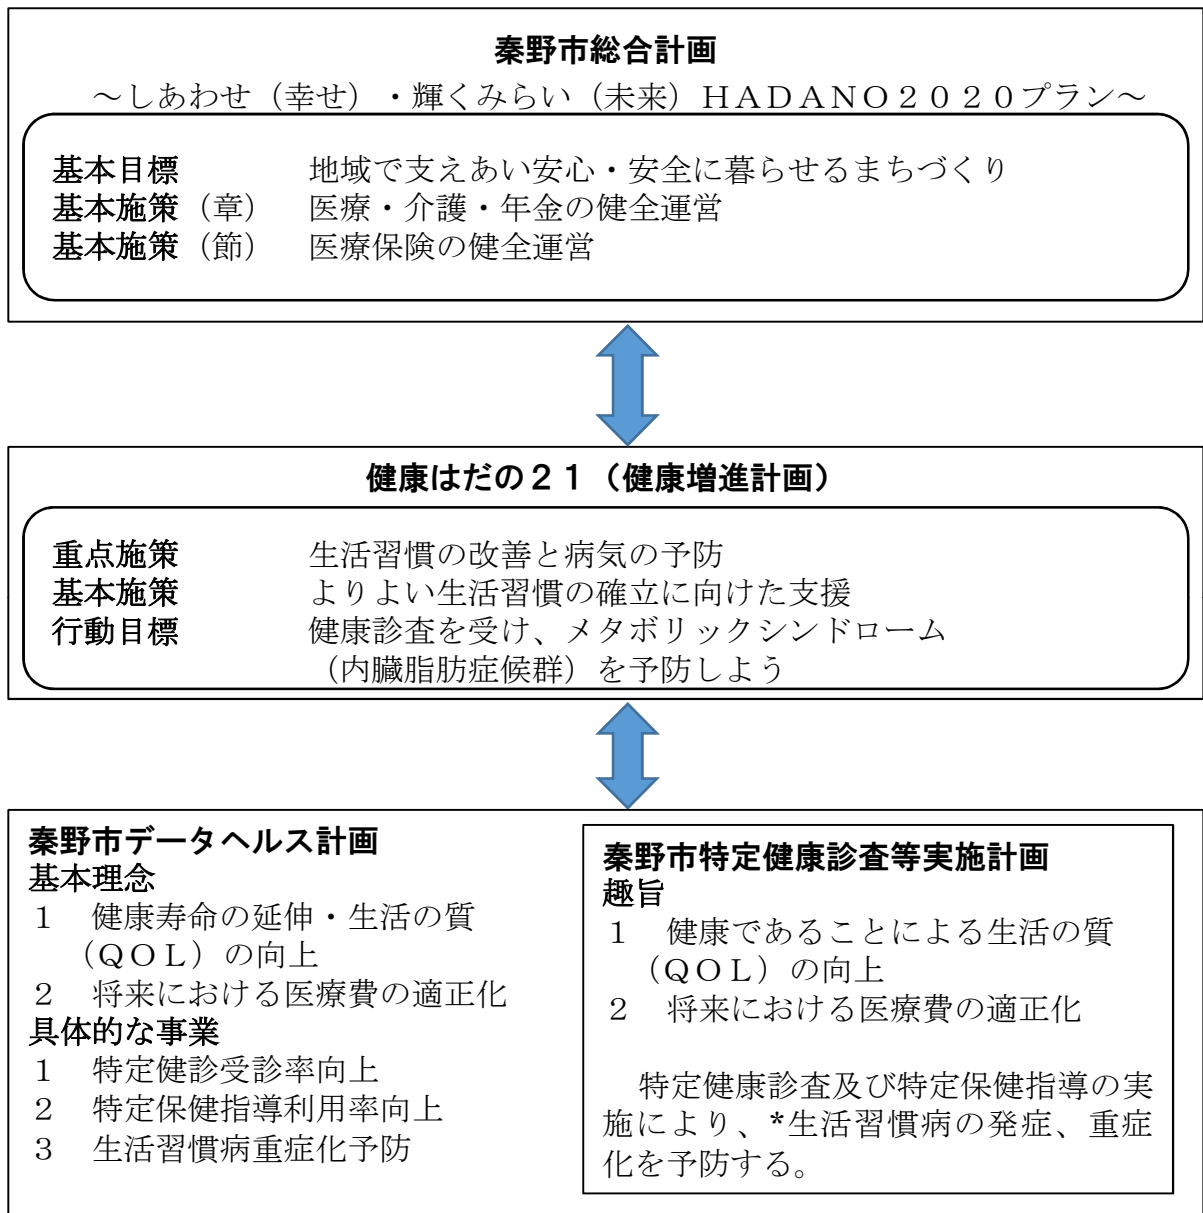 秦野市総合計画
～しあわせ（幸せ）・輝くみらい（未来）ＨＡＤＡＮＯ２０２０プラン～
基本目標　地域で支えあい安心・安全に暮らせるまちづくり
基本施策（章）　医療・介護・年金の健全運営
基本施策（節）　医療保険の健全運営
健康はだの２１（健康増進計画）
重点施策　生活習慣の改善と病気の予防
基本施策　よりよい生活習慣の確立に向けた支援
行動目標　健康診査を受け、メタボリックシンドローム
（内臓脂肪症候群）を予防しよう
秦野市データヘルス計画
基本理念
１　健康寿命の延伸・生活の質
（ＱＯＬ）の向上
２　将来における医療費の適正化
具体的な事業
１　特定健診受診率向上
２　特定保健指導利用率向上
３　生活習慣病重症化予防
秦野市特定健康診査等実施計画
趣旨
１　健康であることによる生活の質
（ＱＯＬ）の向上
２　将来における医療費の適正化
特定健康診査及び特定保健指導の実
施により、*生活習慣病の発症、重症
化を予防する。